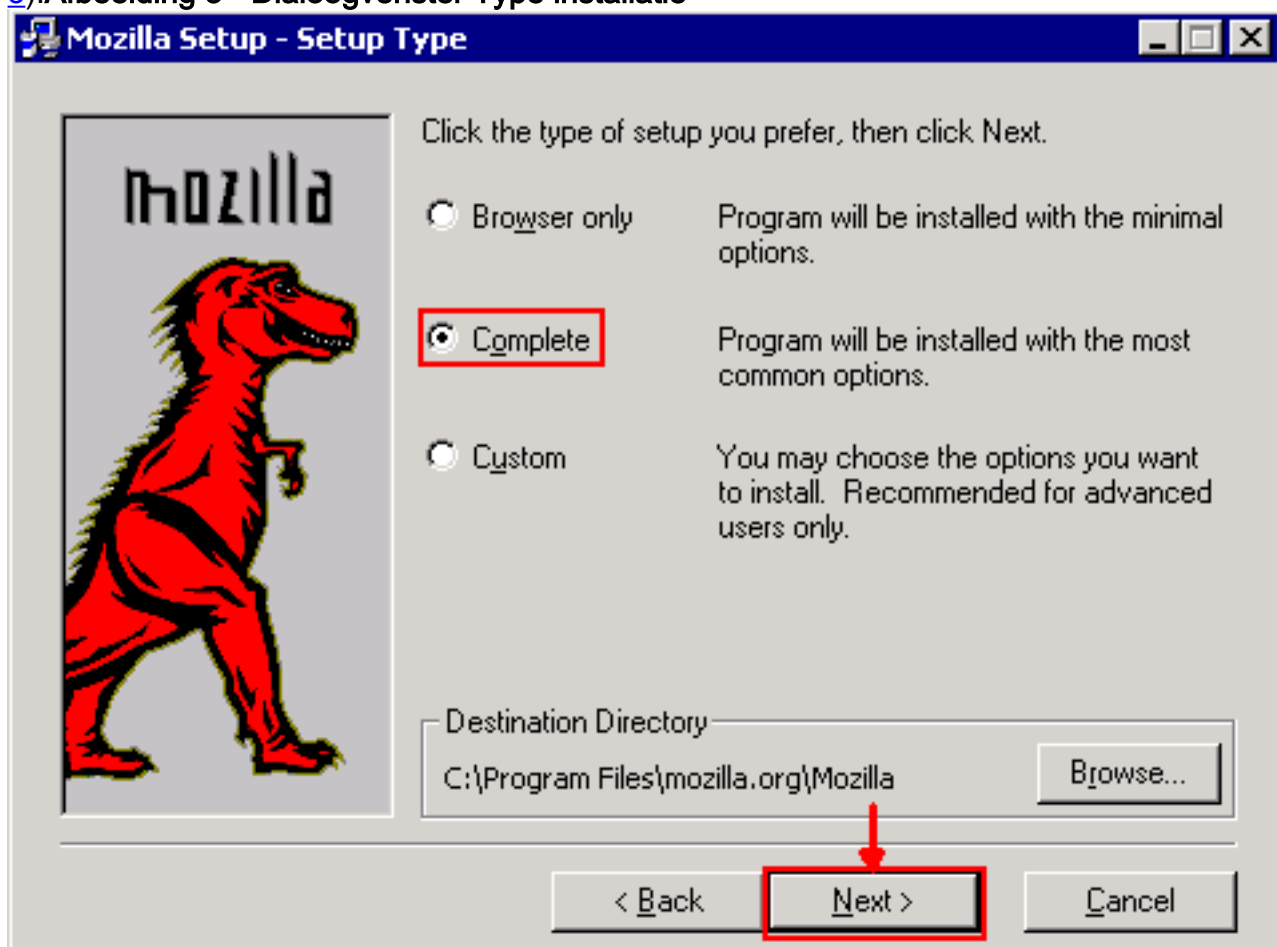 Mozilla Setup - Setup Type
Click the type of setup you prefer, then click Next.
mozilla
Browser only
Program will be installed with the minimal
options.
Complete
Program will be installed with the most
common options.
Custom
You may choose the options you want
to install. Recommended for advanced
users only.
Destination Directory
C:\Program Files\mozilla.org\Mozilla
Browse...
< Back
Next >
Cancel